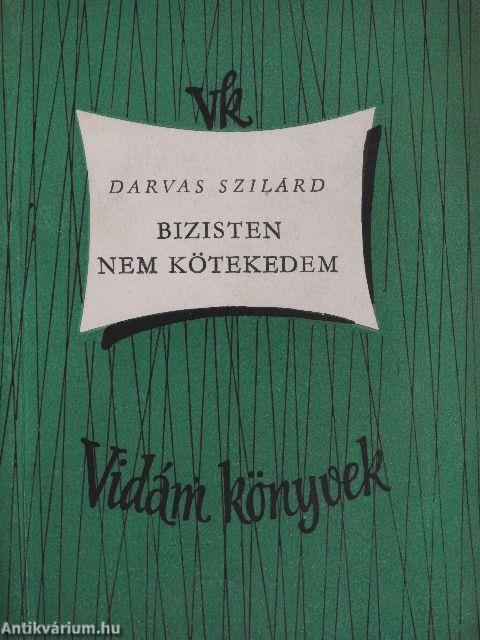 Vk
DARVAS SZILÁRD
BIZISTEN
NEM KÖTEKEDEM
Vidám könyvek
Antikvárium.hu